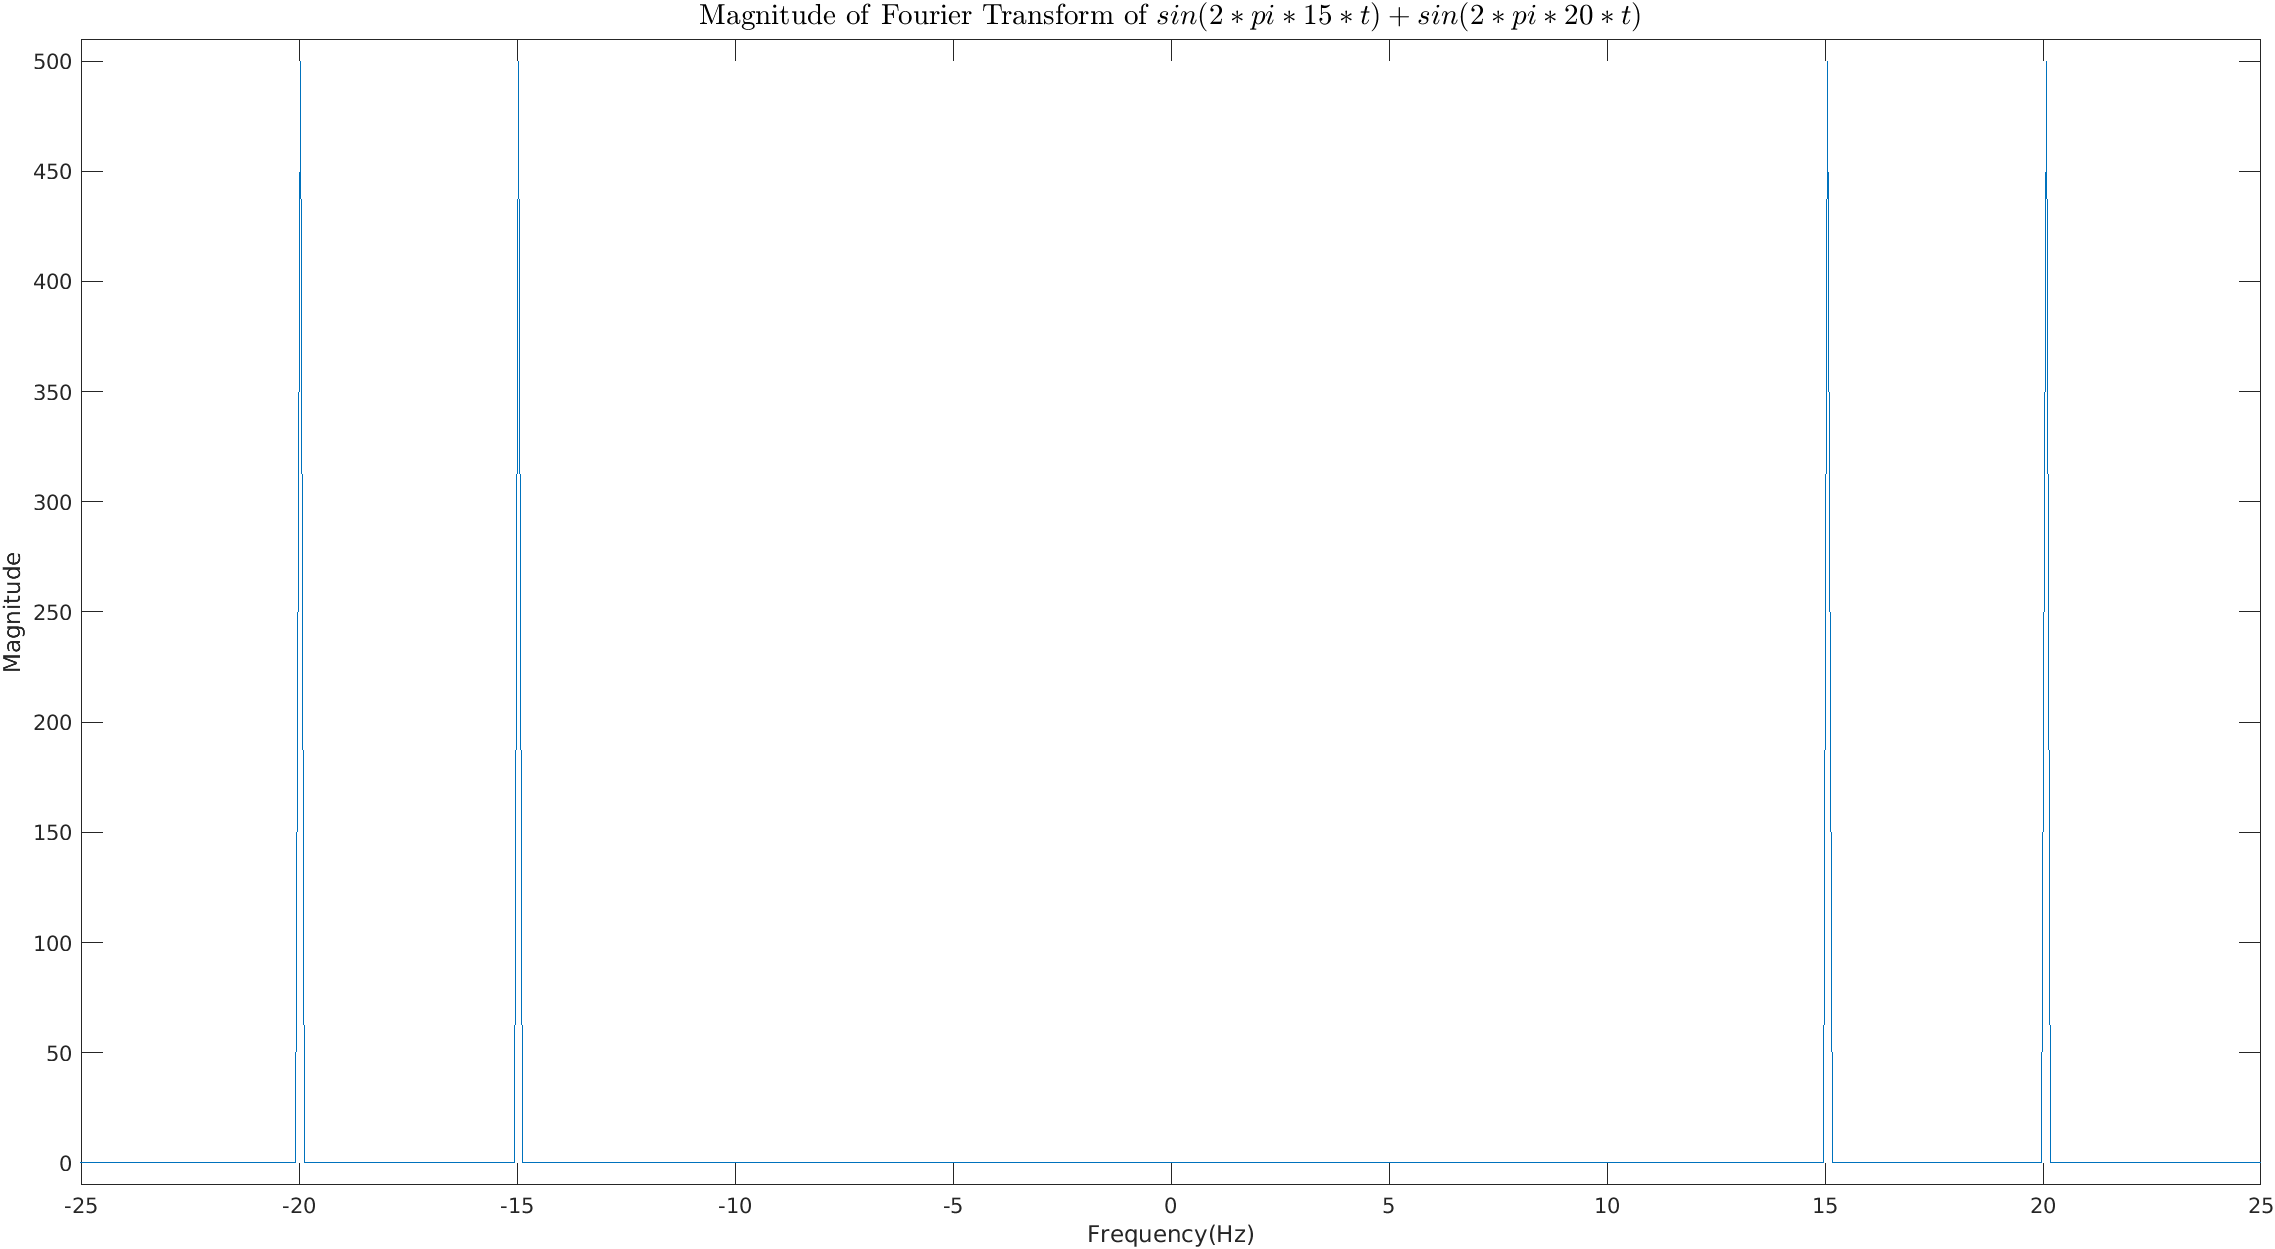 Magnitude of Fourier Transform of sin(2 ∗ pi ∗ 15 ∗ t) + sin(2 ∗ pi ∗ 20 ∗ t)
500
450
400
350
300
250
200
150
100
50
0
Magnitude
-25 -20 -15 -10 -5 0 5 10 15 20 25
Frequency(Hz)